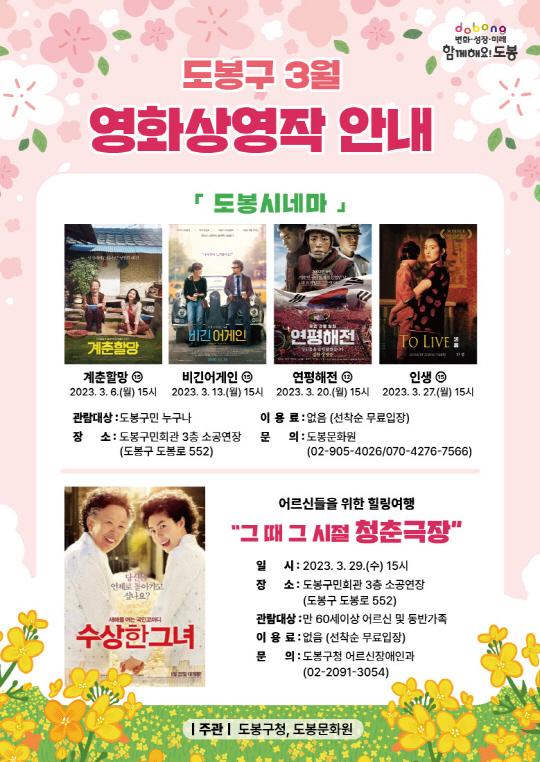 dobong
변화·성장·미래
함께해요! 도봉
도봉구 3월
영화상영작 안내
「 도봉시네마 」
계춘할망
비긴 어게인
연평해전
TO LIVE
인생
계춘할망 ⑮
2023. 3. 6.(월) 15시
비긴어게인 ⑮
2023. 3. 13.(월) 15시
연평해전 ⑫
2023. 3. 20.(월) 15시
인생 ⑮
2023. 3. 27.(월) 15시
관람대상 : 도봉구민 누구나
장 소 : 도봉구민회관 3층 소공연장
(도봉구 도봉로 552)
이 용 료 : 없음 (선착순 무료입장)
문 의 : 도봉문화원
(02-905-4026/070-4276-7566)
당신은
언제로 돌아가고
싶나요?
새해를 여는 국민코미디
수상한 그녀
어르신들을 위한 힐링여행
"그 때 그 시절 청춘극장"
일 시 : 2023. 3. 29.(수) 15시
장 소 : 도봉구민회관 3층 소공연장
(도봉구 도봉로 552)
관람대상 : 만 60세이상 어르신 및 동반가족
이 용 료 : 없음 (선착순 무료입장)
문 의 : 도봉구청 어르신장애인과
(02-2091-3054)
| 주관 | 도봉구청, 도봉문화원